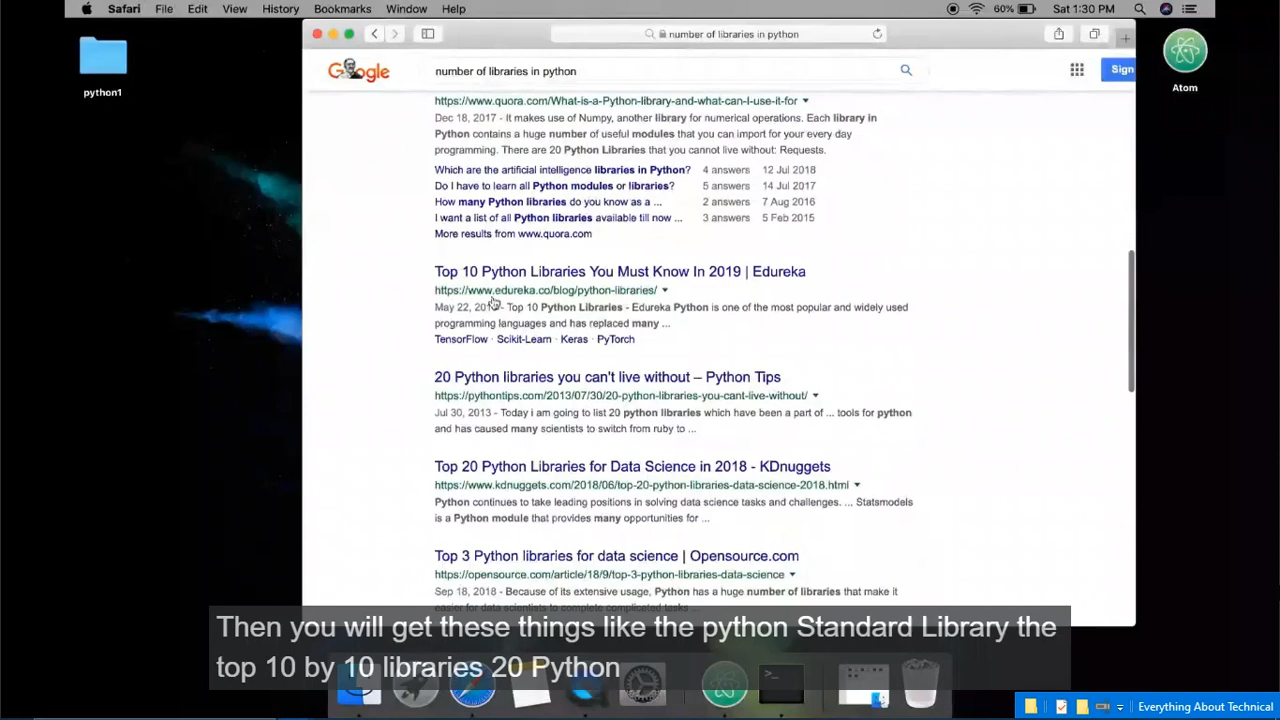 Safari File Edit View History Bookmarks Window Help 60% Sat 1:30 PM
number of libraries in python
python1
Atom
Google number of libraries in python Sign
https://www.quora.com/What-is-a-Python-library-and-what-can-I-use-it-for
Dec 18, 2017 - It makes use of Numpy, another library for numerical operations. Each library in
Python contains a huge number of useful modules that you can import for your every day
programming. There are 20 Python Libraries that you cannot live without: Requests.
Which are the artificial intelligence libraries in Python? 4 answers 12 Jul 2018
Do I have to learn all Python modules or libraries? 5 answers 14 Jul 2017
How many Python libraries do you know as a ... 2 answers 7 Aug 2016
I want a list of all Python libraries available till now ... 3 answers 5 Feb 2015
More results from www.quora.com
Top 10 Python Libraries You Must Know In 2019 | Edureka
https://www.edureka.co/blog/python-libraries/
May 22, - Top 10 Python Libraries - Edureka Python is one of the most popular and widely used
programming languages and has replaced many ...
TensorFlow · Scikit-Learn · Keras · PyTorch
20 Python libraries you can't live without – Python Tips
https://pythontips.com/2013/07/30/20-python-libraries-you-cant-live-without/
Jul 30, 2013 - Today i am going to list 20 python libraries which have been a part of ... tools for python
and has caused many scientists to switch from ruby to ...
Top 20 Python Libraries for Data Science in 2018 - KDnuggets
https://www.kdnuggets.com/2018/06/top-20-python-libraries-data-science-2018.html
Python continues to take leading positions in solving data science tasks and challenges. ... Statsmodels
is a Python module that provides many opportunities for ...
Top 3 Python libraries for data science | Opensource.com
https://opensource.com/article/18/9/top-3-python-libraries-data-science
Sep 18, 2018 - Because of its extensive usage, Python has a huge number of libraries that make it
easier for data scientists to complete complicated tasks ...
Then you will get these things like the python Standard Library the
top 10 by 10 libraries 20 Python
Everything About Technical